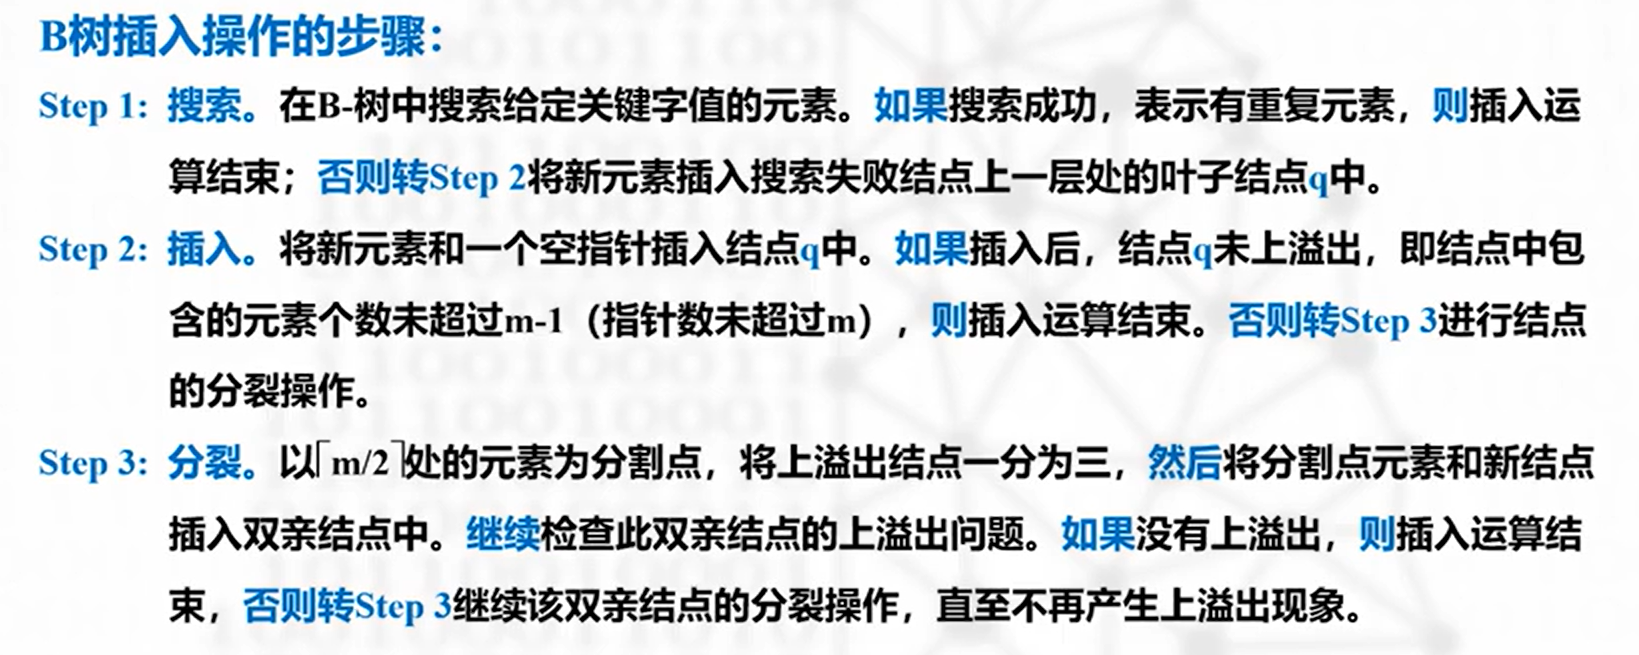 B树插入操作的步骤：
Step 1: 搜索。在B-树中搜索给定关键字值的元素。如果搜索成功，表示有重复元素，则插入运
算结束；否则转Step 2将新元素插入搜索失败结点上一层处的叶子结点q中。
Step 2: 插入。将新元素和一个空指针插入结点q中。如果插入后，结点q未上溢出，即结点中包
含的元素个数未超过m-1（指针数未超过m），则插入运算结束。否则转Step 3进行结点
的分裂操作。
Step 3: 分裂。以⌈m/2⌉处的元素为分割点，将上溢出结点一分为三，然后将分割点元素和新结点
插入双亲结点中。继续检查此双亲结点的上溢出问题。如果没有上溢出，则插入运算结
束，否则转Step 3继续该双亲结点的分裂操作，直至不再产生上溢出现象。